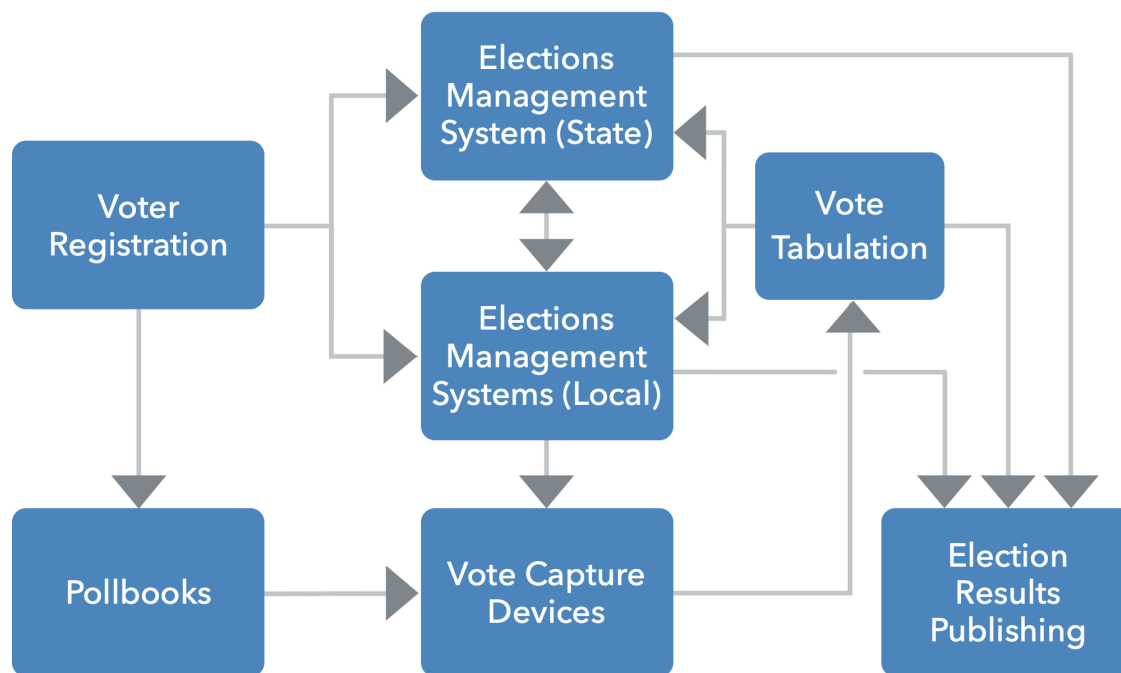 Elections
Management
System (State)
Voter
Registration
Vote
Tabulation
Elections
Management
Systems (Local)
Pollbooks
Vote Capture
Devices
Election
Results
Publishing